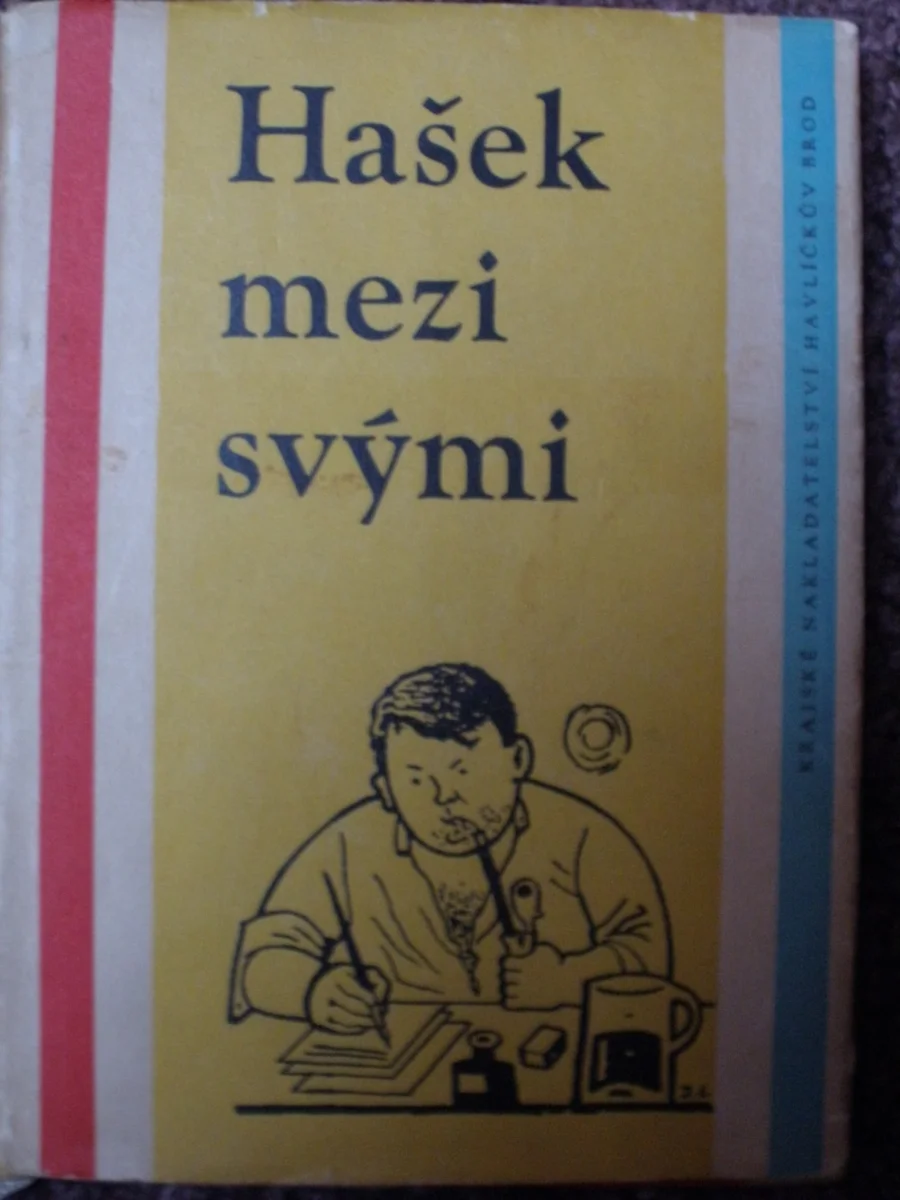 Hašek
mezi
svými
KRAJSKÉ NAKLADATELSTVÍ HAVLÍČKŮV BROD